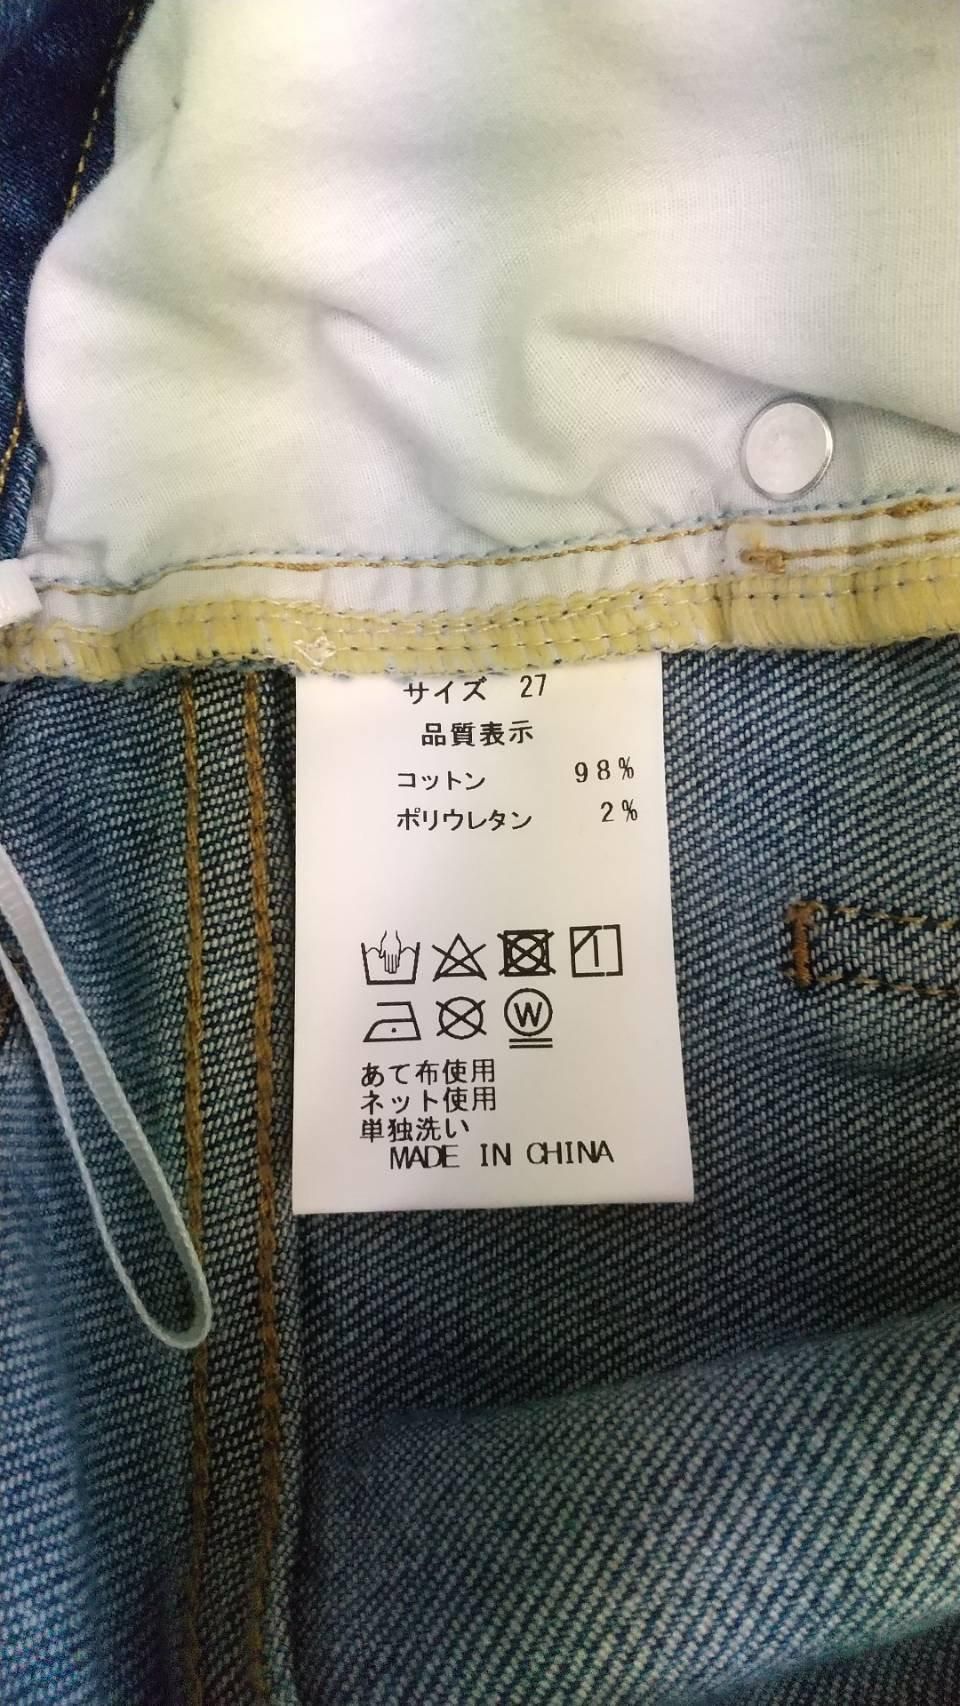 サイズ 27
品質表示
コットン 98%
ポリウレタン 2%
W
あて布使用
ネット使用
単独洗い
MADE IN CHINA